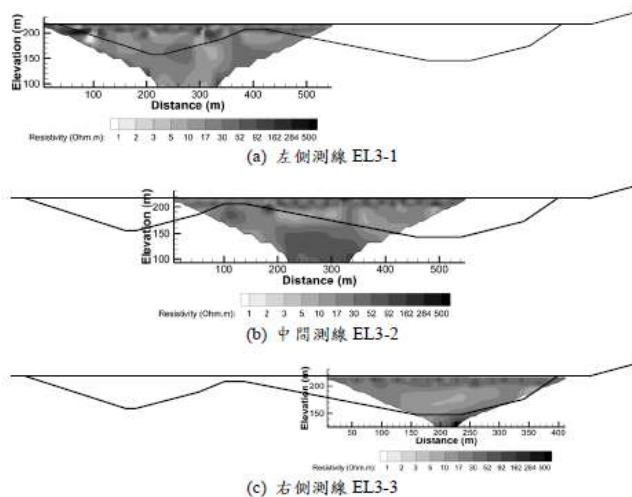 Elevation (m)
200
150
100
100 200 300 400 500
Distance (m)
Resistivity (Ohm.m): 1 2 3 5 10 17 30 52 92 162 284 500
(a) 左側測線 EL3-1
Elevation (m)
200
150
100
0 100 200 300 400 500
Distance (m)
Resistivity (Ohm.m): 1 2 3 5 10 17 30 52 92 162 284 500
(b) 中間測線 EL3-2
Elevation (m)
200
150
50 100 150 200 250 300 350 400
Distance (m)
Resistivity (Ohm.m): 1 2 3 5 10 17 30 52 92 162 284 500
(c) 右側測線 EL3-3